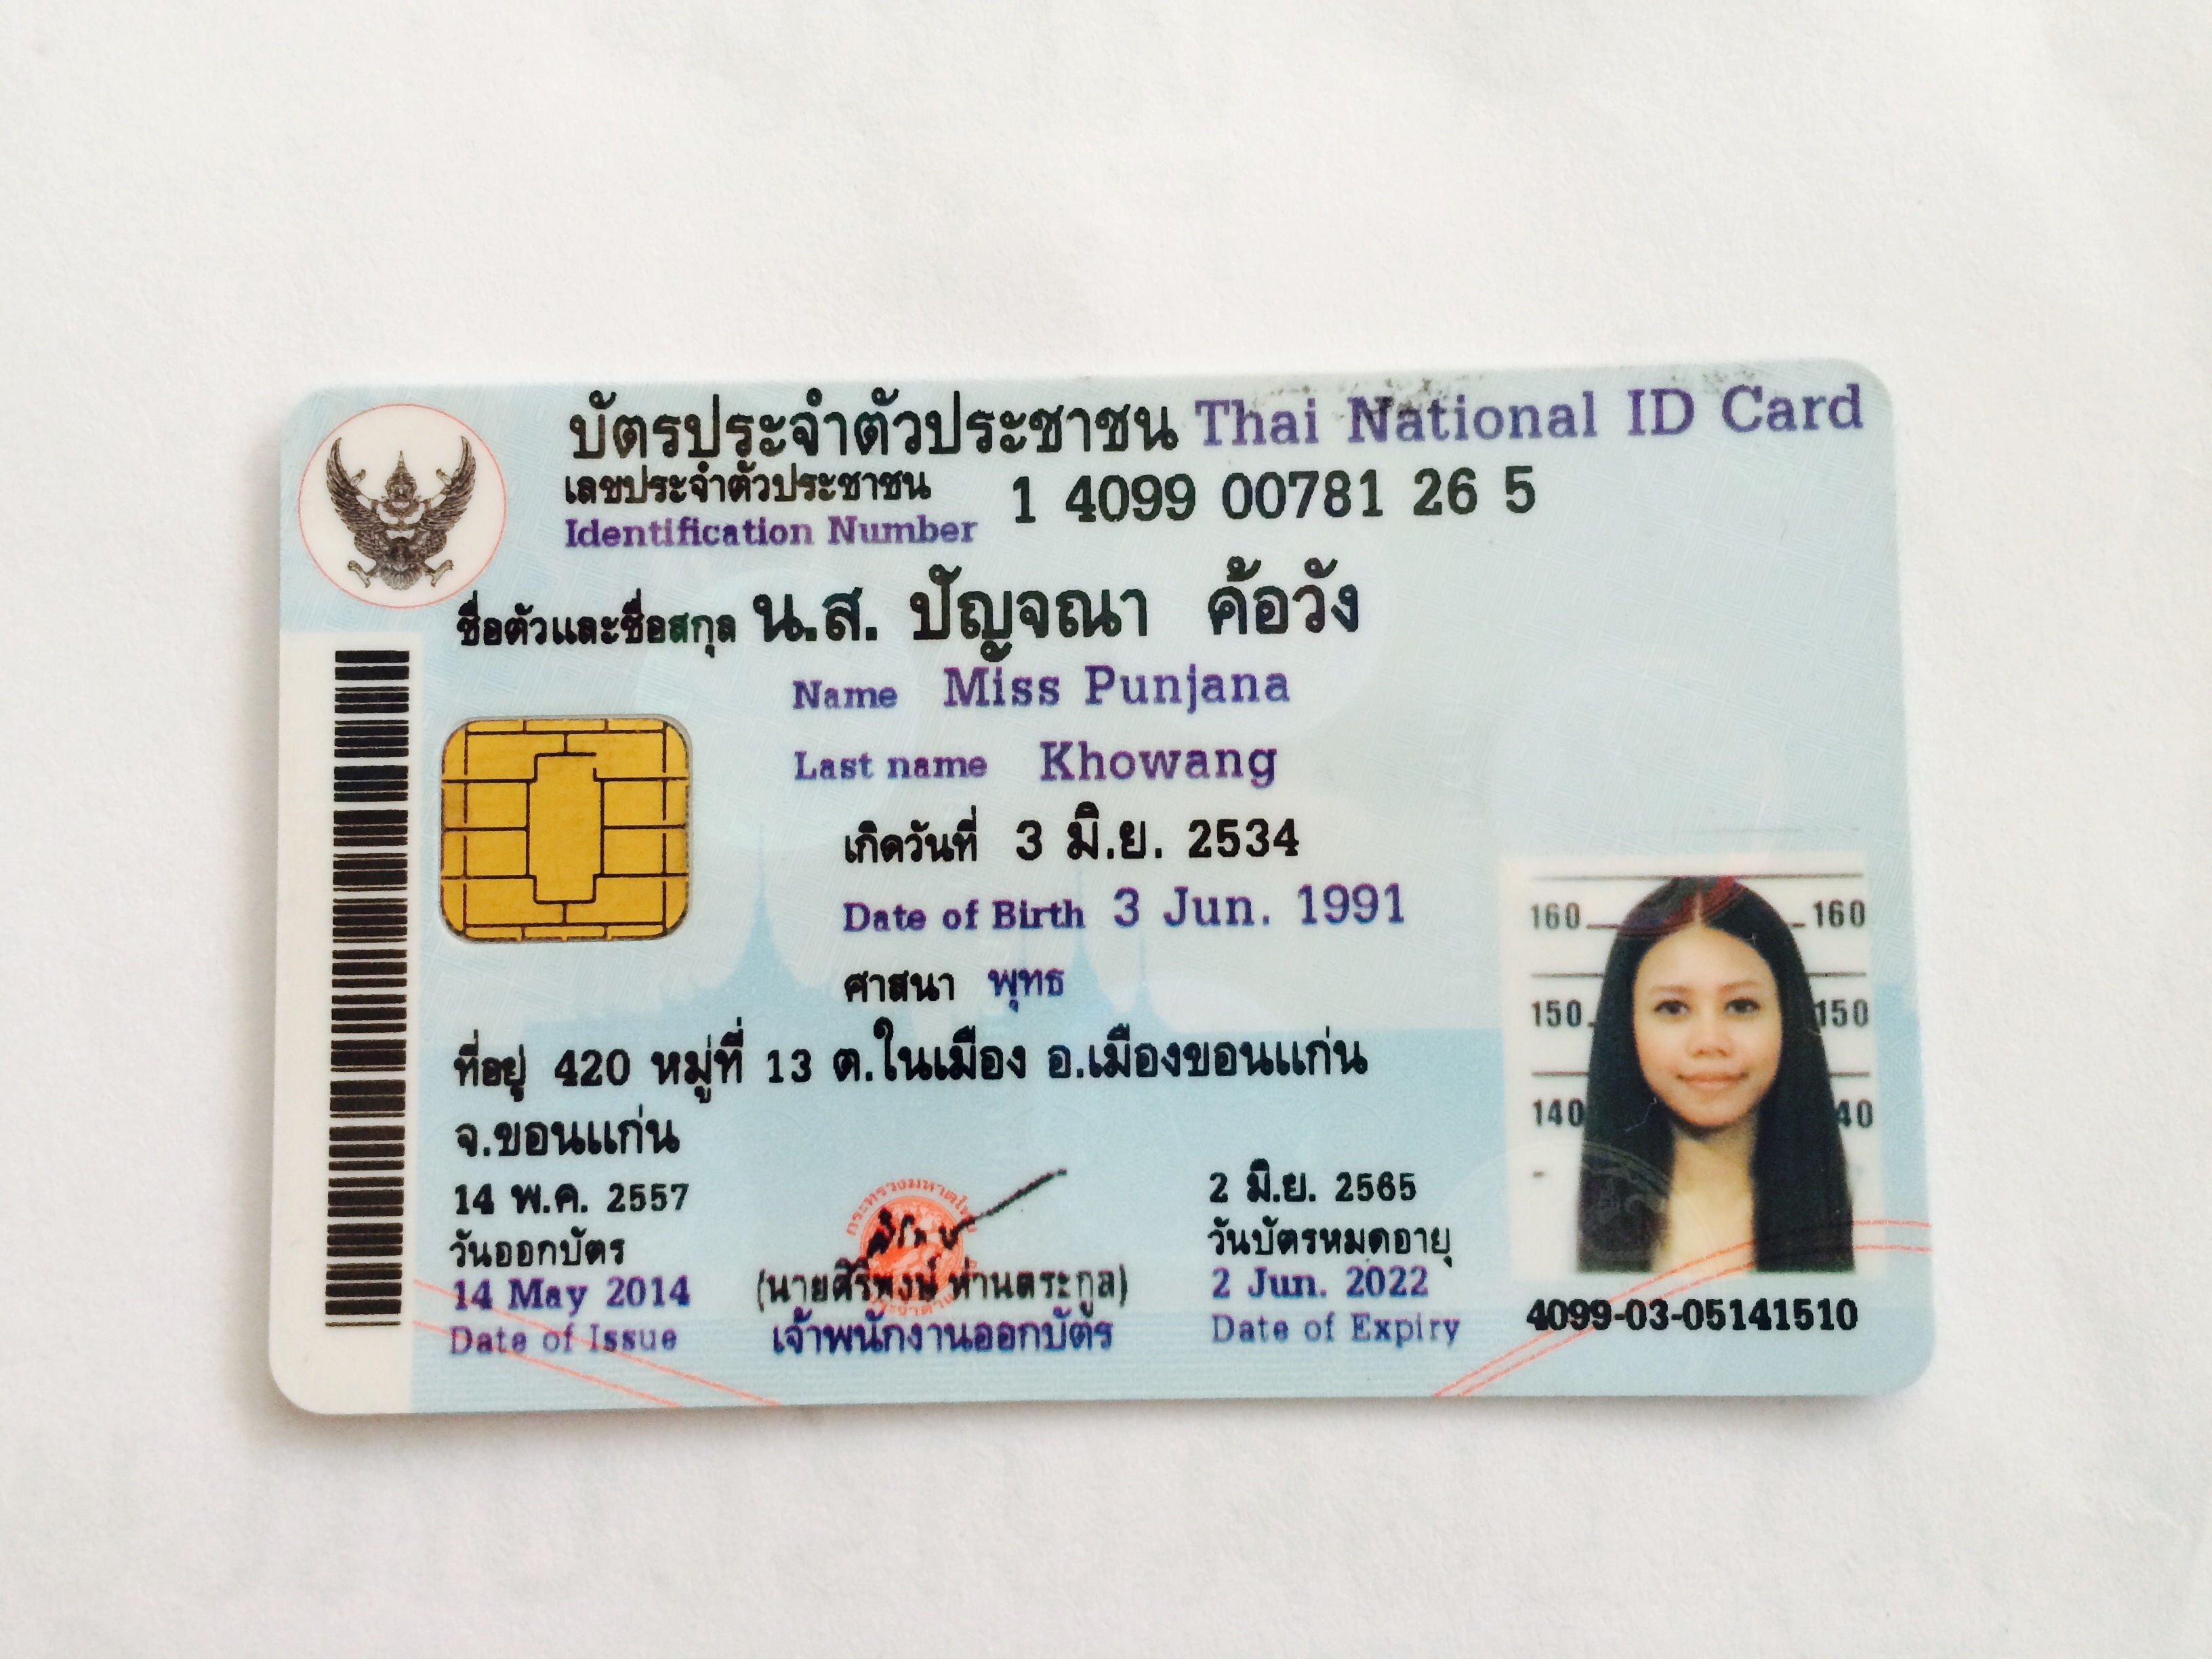 บัตรประจำตัวประชาชน Thai National ID Card
เลขประจำตัวประชาชน
Identification Number 1 4099 00781 26 5
ชื่อตัวและชื่อสกุล น.ส. ปัญจณา ค้อวัง
Name Miss Punjana
Last name Khowang
เกิดวันที่ 3 มิ.ย. 2534
Date of Birth 3 Jun. 1991
ศาสนา พุทธ
ที่อยู่ 420 หมู่ที่ 13 ต.ในเมือง อ.เมืองขอนแก่น
จ.ขอนแก่น
14 พ.ค. 2557
วันออกบัตร
14 May 2014
Date of Issue
(นายศิริพงษ์ ห่านตระกูล)
เจ้าพนักงานออกบัตร
2 มิ.ย. 2565
วันบัตรหมดอายุ
2 Jun. 2022
Date of Expiry
160 160
150 150
140 40
4099-03-05141510